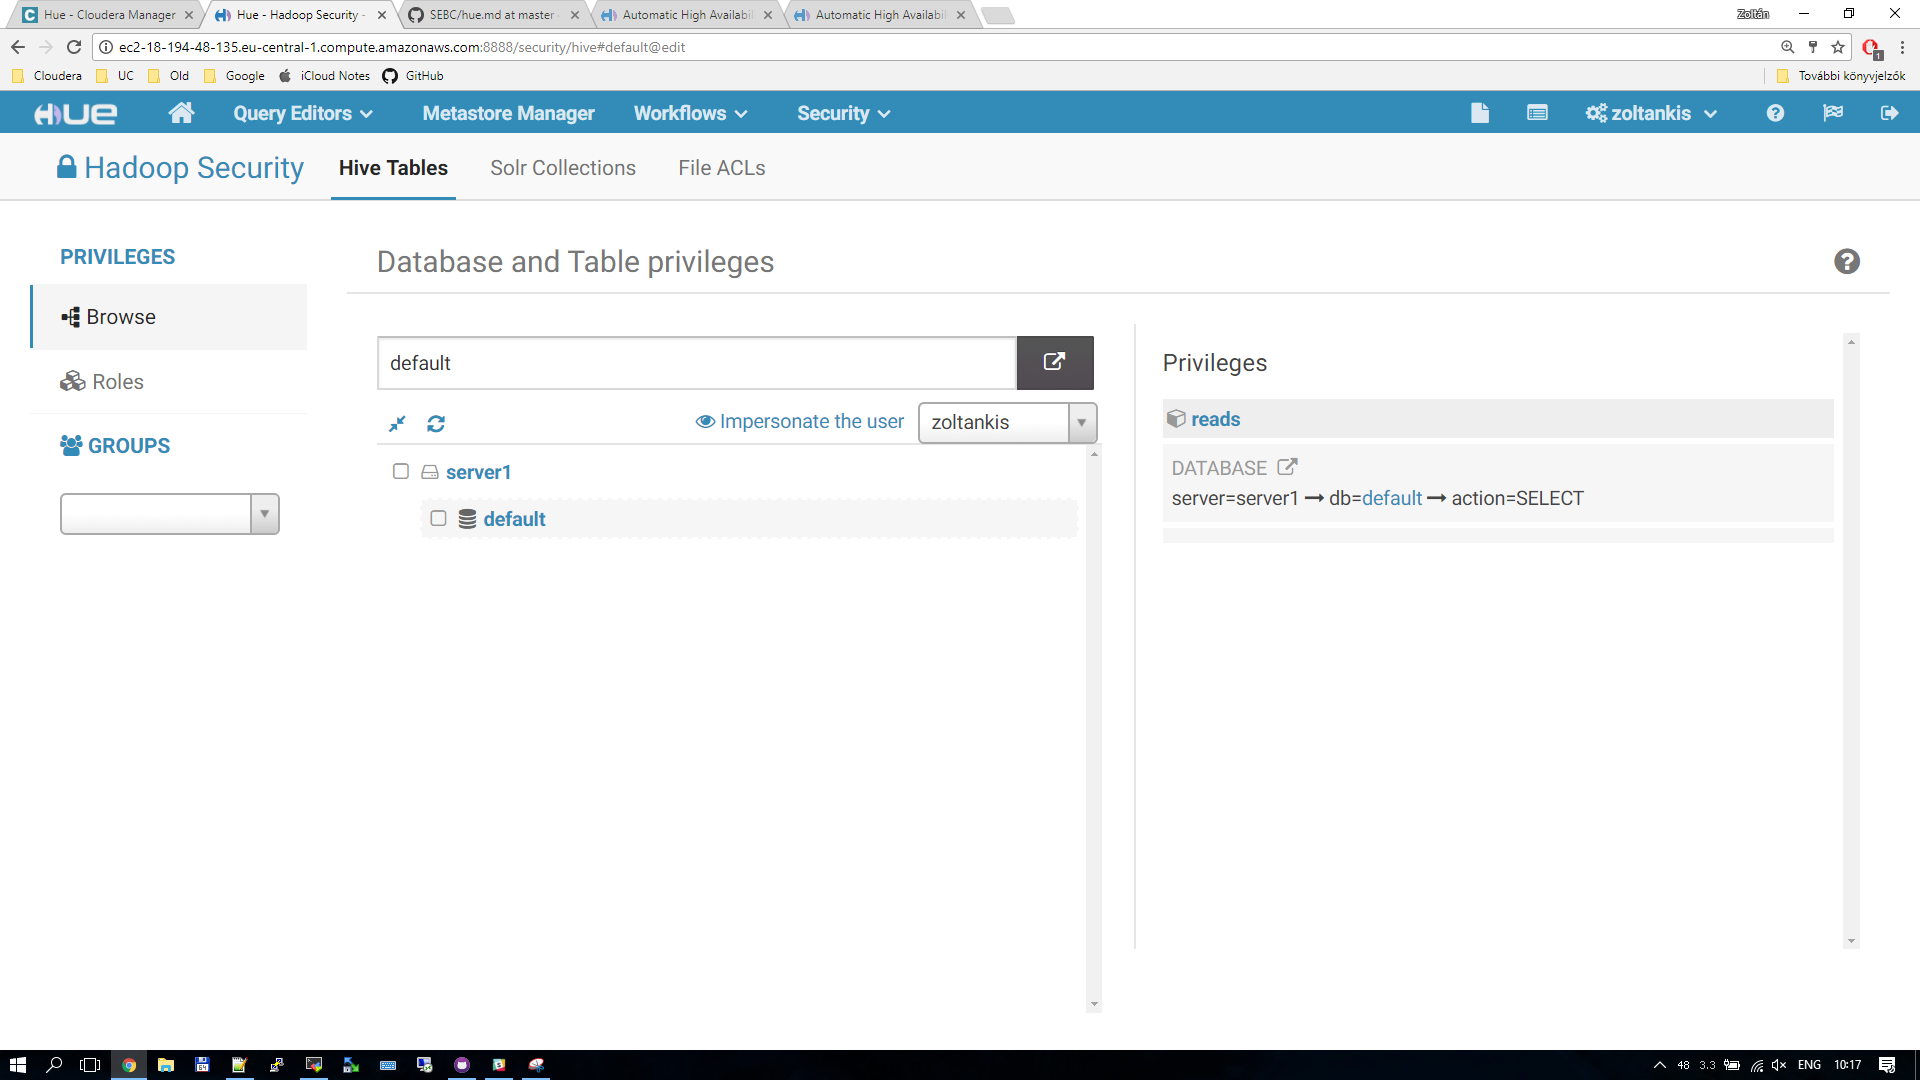 Hue - Cloudera Manager
Hue - Hadoop Security -
SEBC/hue.md at master
Automatic High Availabil
Automatic High Availabil
Zoltán
ec2-18-194-48-135.eu-central-1.compute.amazonaws.com:8888/security/hive#default@edit
1
Cloudera
UC
Old
Google
iCloud Notes
GitHub
További könyvjelzők
HUE
Query Editors
Metastore Manager
Workflows
Security
zoltankis
Hadoop Security
Hive Tables
Solr Collections
File ACLs
PRIVILEGES
Browse
Roles
GROUPS
Database and Table privileges
default
Impersonate the user
zoltankis
server1
default
Privileges
reads
DATABASE
server=server1 → db=default → action=SELECT
48
3.3
ENG
10:17